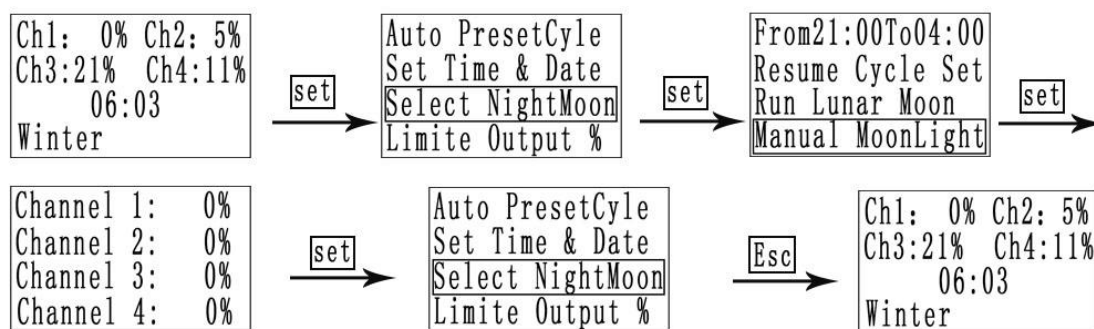 Ch1: 0% Ch2: 5%
Ch3:21% Ch4:11%
06:03
Winter
set
Auto PresetCyle
Set Time & Date
Select NightMoon
Limite Output %
set
From21:00To04:00
Resume Cycle Set
Run Lunar Moon
Manual MoonLight
set
Channel 1: 0%
Channel 2: 0%
Channel 3: 0%
Channel 4: 0%
set
Auto PresetCyle
Set Time & Date
Select NightMoon
Limite Output %
Esc
Ch1: 0% Ch2: 5%
Ch3:21% Ch4:11%
06:03
Winter